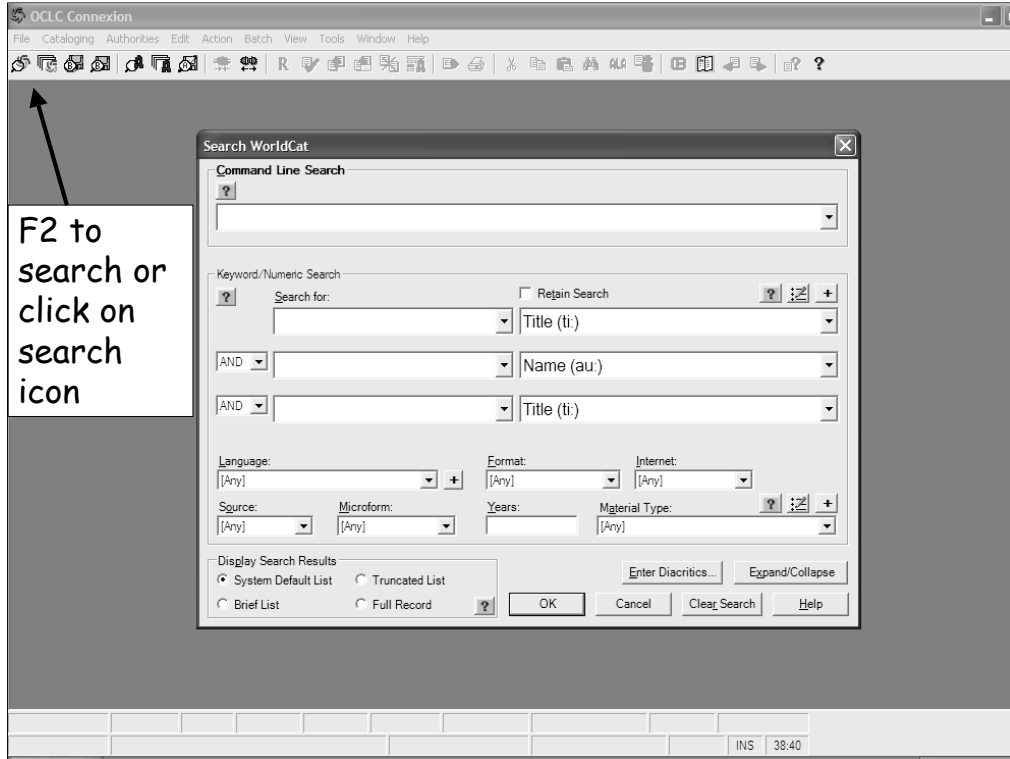 OCLC Connexion
File Cataloging Authorities Edit Action Batch View Tools Window Help
R ALA ? ?
F2 to
search or
click on
search
icon
Search WorldCat
Command Line Search
?
Keyword/Numeric Search
? Search for: Retain Search ? +
Title (ti:)
AND Name (au:)
AND Title (ti:)
Language: Format: Internet:
[Any] + [Any] [Any]
Source: Microform: Years: Material Type: ? +
[Any] [Any] [Any]
Display Search Results
System Default List Truncated List
Brief List Full Record ?
Enter Diacritics... Expand/Collapse
OK Cancel Clear Search Help
INS 38:40